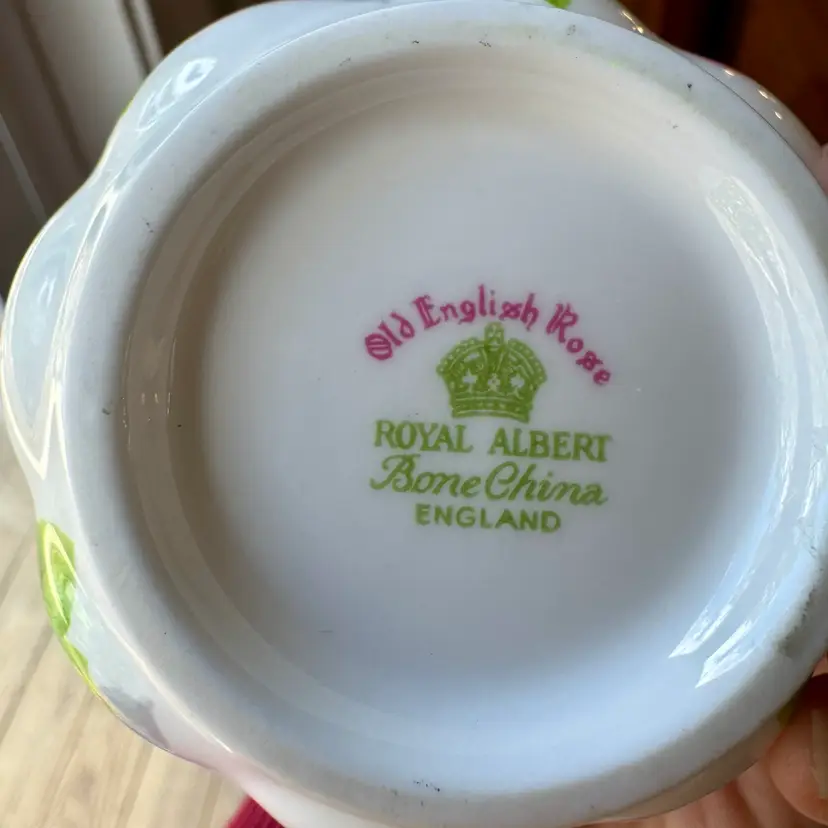 Old English Rose
ROYAL ALBERT
Bone China
ENGLAND